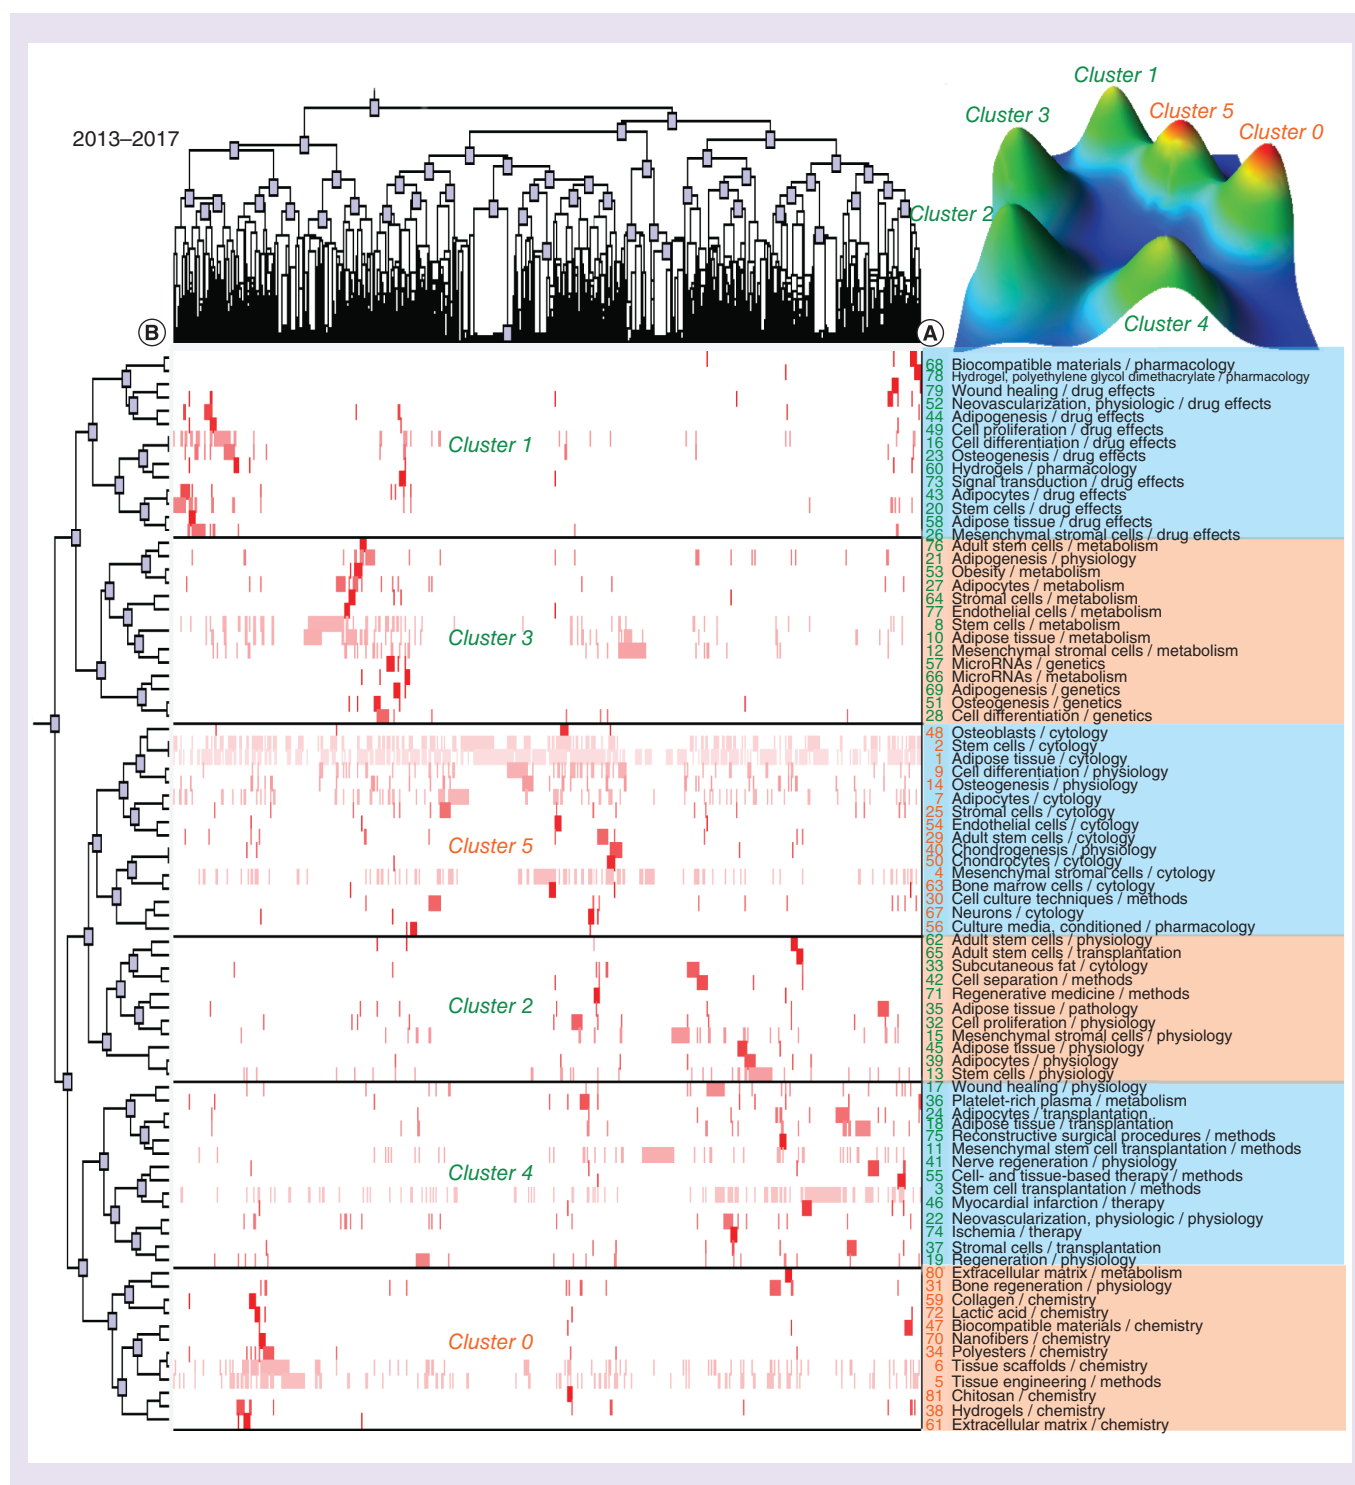 Cluster 1
Cluster 3
Cluster 5
Cluster 0
2013–2017
Cluster 2
Cluster 4
B
A
68 Biocompatible materials / pharmacology
78 Hydrogel, polyethylene glycol dimethacrylate / pharmacology
79 Wound healing / drug effects
52 Neovascularization, physiologic / drug effects
44 Adipogenesis / drug effects
49 Cell proliferation / drug effects
16 Cell differentiation / drug effects
23 Osteogenesis / drug effects
60 Hydrogels / pharmacology
73 Signal transduction / drug effects
43 Adipocytes / drug effects
20 Stem cells / drug effects
58 Adipose tissue / drug effects
26 Mesenchymal stromal cells / drug effects
Cluster 1
76 Adult stem cells / metabolism
21 Adipogenesis / physiology
53 Obesity / metabolism
27 Adipocytes / metabolism
64 Stromal cells / metabolism
77 Endothelial cells / metabolism
8 Stem cells / metabolism
10 Adipose tissue / metabolism
12 Mesenchymal stromal cells / metabolism
57 MicroRNAs / genetics
66 MicroRNAs / metabolism
69 Adipogenesis / genetics
51 Osteogenesis / genetics
28 Cell differentiation / genetics
Cluster 3
48 Osteoblasts / cytology
2 Stem cells / cytology
1 Adipose tissue / cytology
9 Cell differentiation / physiology
14 Osteogenesis / physiology
7 Adipocytes / cytology
25 Stromal cells / cytology
54 Endothelial cells / cytology
29 Adult stem cells / cytology
40 Chondrogenesis / physiology
50 Chondrocytes / cytology
4 Mesenchymal stromal cells / cytology
63 Bone marrow cells / cytology
30 Cell culture techniques / methods
67 Neurons / cytology
56 Culture media, conditioned / pharmacology
Cluster 5
62 Adult stem cells / physiology
65 Adult stem cells / transplantation
33 Subcutaneous fat / cytology
42 Cell separation / methods
71 Regenerative medicine / methods
35 Adipose tissue / pathology
32 Cell proliferation / physiology
15 Mesenchymal stromal cells / physiology
45 Adipose tissue / physiology
39 Adipocytes / physiology
13 Stem cells / physiology
Cluster 2
17 Wound healing / physiology
36 Platelet-rich plasma / metabolism
24 Adipocytes / transplantation
18 Adipose tissue / transplantation
75 Reconstructive surgical procedures / methods
11 Mesenchymal stem cell transplantation / methods
41 Nerve regeneration / physiology
55 Cell- and tissue-based therapy / methods
3 Stem cell transplantation / methods
46 Myocardial infarction / therapy
22 Neovascularization, physiologic / physiology
74 Ischemia / therapy
37 Stromal cells / transplantation
19 Regeneration / physiology
Cluster 4
80 Extracellular matrix / metabolism
31 Bone regeneration / physiology
59 Collagen / chemistry
72 Lactic acid / chemistry
47 Biocompatible materials / chemistry
70 Nanofibers / chemistry
34 Polyesters / chemistry
6 Tissue scaffolds / chemistry
5 Tissue engineering / methods
81 Chitosan / chemistry
38 Hydrogels / chemistry
61 Extracellular matrix / chemistry
Cluster 0